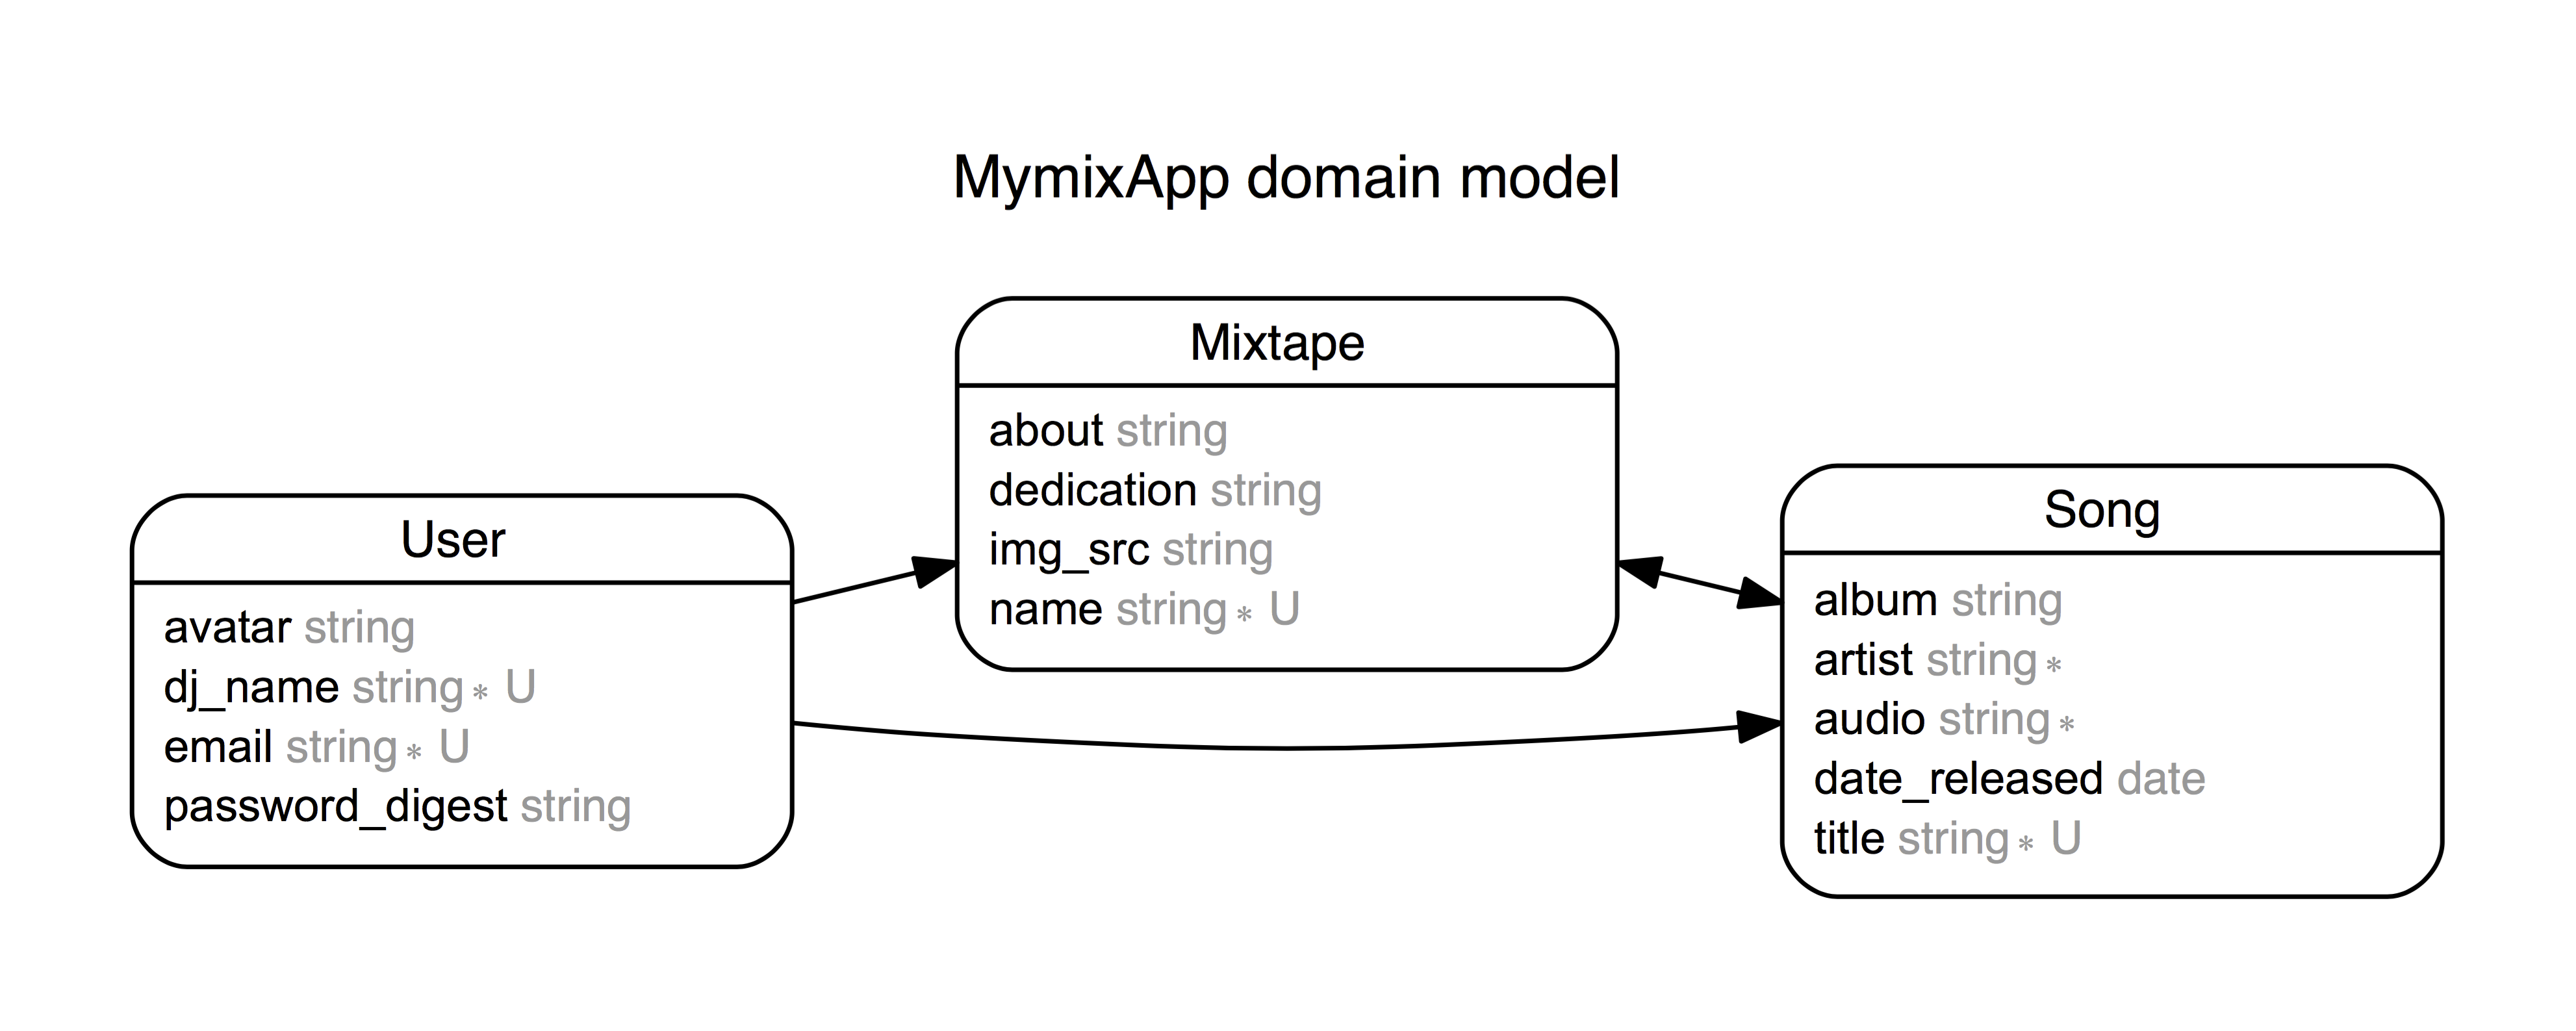 MymixApp domain model
User
avatar string
dj_name string∗ U
email string∗ U
password_digest string
Mixtape
about string
dedication string
img_src string
name string∗ U
Song
album string
artist string∗
audio string∗
date_released date
title string∗ U